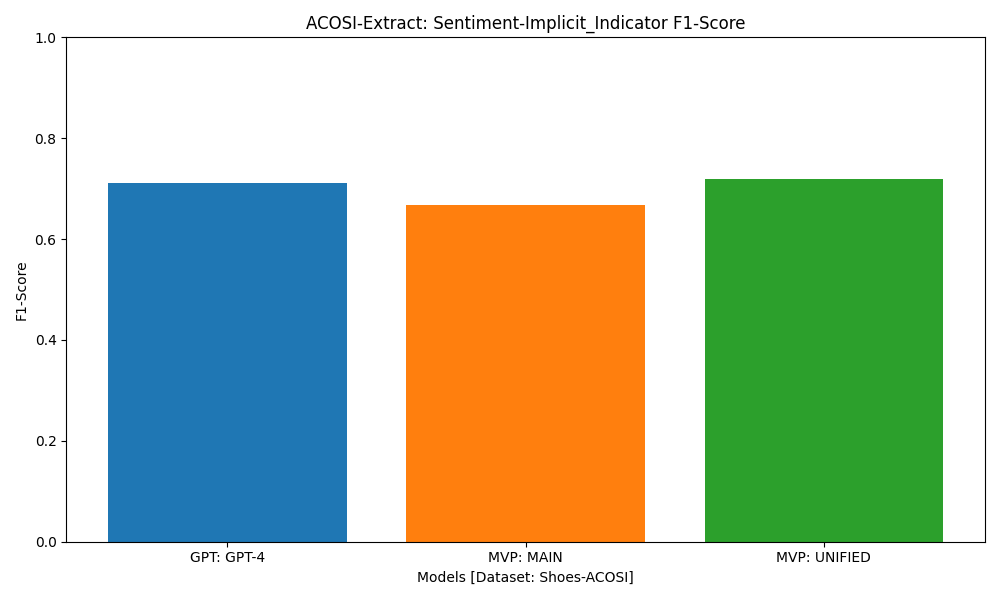 ACOSI-Extract: Sentiment-Implicit_Indicator F1-Score
1.0
0.8
0.6
0.4
0.2
0.0
F1-Score
GPT: GPT-4
MVP: MAIN
MVP: UNIFIED
Models [Dataset: Shoes-ACOSI]